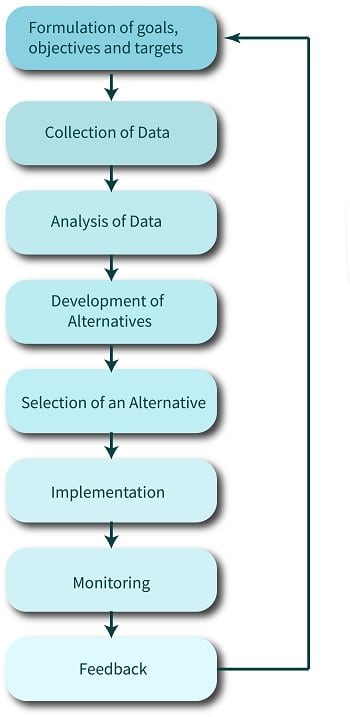 Formulation of goals,
objectives and targets
Collection of Data
Analysis of Data
Development of
Alternatives
Selection of an Alternative
Implementation
Monitoring
Feedback